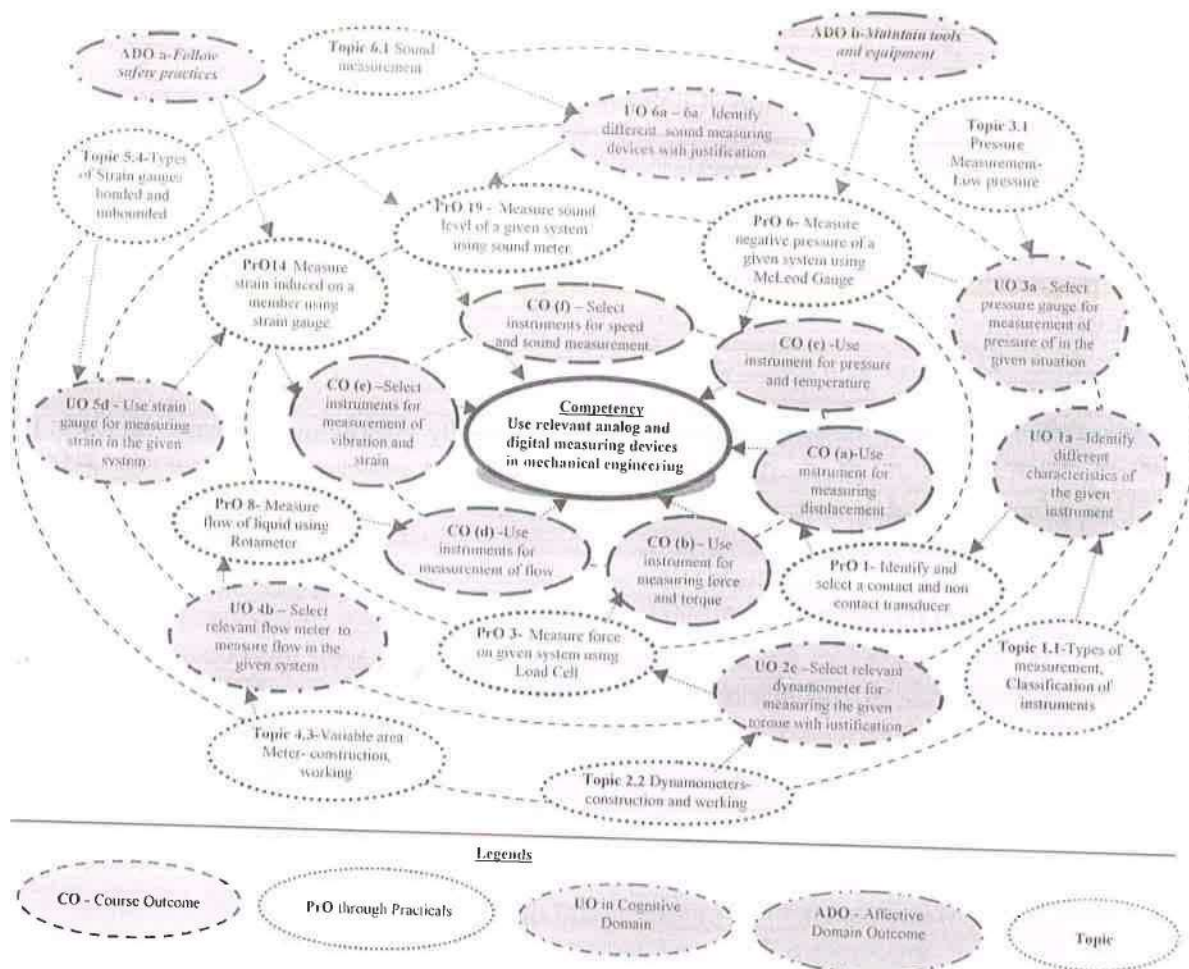 ADO a-Follow
safety practices
Topic 6.1 Sound
measurement
ADO b-Maintain tools
and equipment
UO 6a – 6a Identify
different sound measuring
devices with justification
Topic 3.1
Pressure
Measurement-
Low pressure
Topic 5.4-Types
of Strain gauges
bonded and
unbounded
PrO 19 - Measure sound
level of a given system
using sound meter
PrO 6- Measure
negative pressure of a
given system using
McLeod Gauge
PrO14 Measure
strain induced on a
member using
strain gauge
UO 3a - Select
pressure gauge for
measurement of
pressure of in the
given situation
CO (f) – Select
instruments for speed
and sound measurement
CO (c) -Use
instrument for pressure
and temperature
UO 5d - Use strain
gauge for measuring
strain in the given
system
CO (e) –Select
instruments for
measurement of
vibration and
strain
Competency
Use relevant analog and
digital measuring devices
in mechanical engineering
CO (a)-Use
instrument for
measuring
displacement
UO 1a – Identify
different
characteristics of
the given
instrument
PrO 8- Measure
flow of liquid using
Rotameter
CO (d) -Use
instruments for
measurement of flow
CO (b) – Use
instrument for
measuring force
and torque
PrO 1- Identify and
select a contact and non
contact transducer
UO 4b – Select
relevant flow meter to
measure flow in the
given system
PrO 3- Measure force
on given system using
Load Cell
UO 2c –Select relevant
dynamometer for
measuring the given
torque with justification
Topic 1.1-Types of
measurement,
Classification of
instruments
Topic 4.3-Variable area
Meter- construction,
working
Topic 2.2 Dynamometers-
construction and working
Legends
CO - Course Outcome
PrO through Practicals
UO in Cognitive
Domain
ADO - Affective
Domain Outcome
Topic